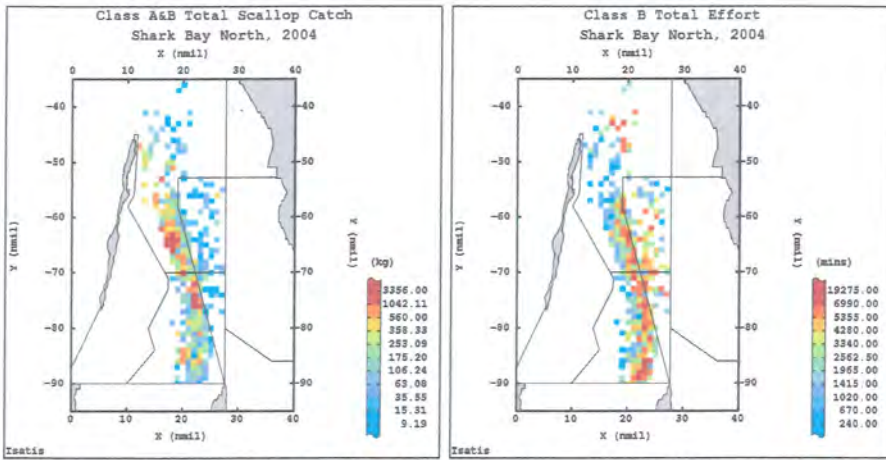 Class A&B Total Scallop Catch
Shark Bay North, 2004
X (nmil)
0 10 20 30 40
-40 -40
-50 -50
-60 -60
-70 -70
-80 -80
-90 -90
Y (nmil)
Y (nmil)
0 10 20 30 40
X (nmil)
(kg)
1042.11
560.00
358.33
253.09
175.20
106.24
63.08
35.55
15.31
9.19
Isatis
Class B Total Effort
Shark Bay North, 2004
X (nmil)
0 10 20 30 40
-40 -40
-50 -50
-60 -60
-70 -70
-80 -80
-90 -90
Y (nmil)
Y (nmil)
0 10 20 30 40
X (nmil)
(mins)
19275.00
6990.00
5355.00
4280.00
3340.00
2562.50
1965.00
1415.00
1020.00
670.00
240.00
Isatis